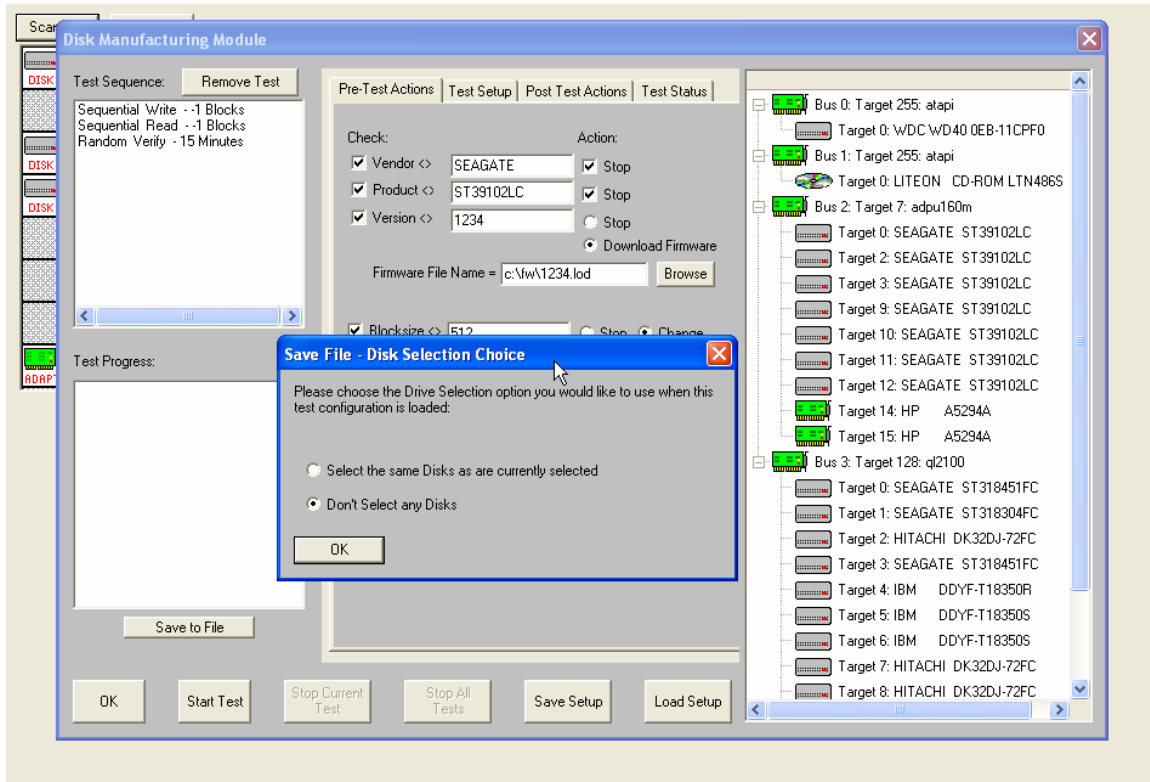 Scan
Disk Manufacturing Module
DISK
DISK
DISK
ADAPT
Test Sequence:
Remove Test
Sequential Write - -1 Blocks
Sequential Read - -1 Blocks
Random Verify - 15 Minutes
Test Progress:
Save to File
Pre-Test Actions
Test Setup
Post Test Actions
Test Status
Check:
Action:
Vendor <>
SEAGATE
Stop
Product <>
ST39102LC
Stop
Version <>
1234
Stop
Download Firmware
Firmware File Name =
c:\fw\1234.lod
Browse
Blocksize <>
512
Stop
Change
Save File - Disk Selection Choice
Please choose the Drive Selection option you would like to use when this
test configuration is loaded:
Select the same Disks as are currently selected
Don't Select any Disks
OK
OK
Start Test
Stop Current
Test
Stop All
Tests
Save Setup
Load Setup
Bus 0: Target 255: atapi
Target 0: WDC WD40 0EB-11CPF0
Bus 1: Target 255: atapi
Target 0: LITEON CD-ROM LTN486S
Bus 2: Target 7: adpu160m
Target 0: SEAGATE ST39102LC
Target 2: SEAGATE ST39102LC
Target 3: SEAGATE ST39102LC
Target 9: SEAGATE ST39102LC
Target 10: SEAGATE ST39102LC
Target 11: SEAGATE ST39102LC
Target 12: SEAGATE ST39102LC
Target 14: HP A5294A
Target 15: HP A5294A
Bus 3: Target 128: ql2100
Target 0: SEAGATE ST318451FC
Target 1: SEAGATE ST318304FC
Target 2: HITACHI DK32DJ-72FC
Target 3: SEAGATE ST318451FC
Target 4: IBM DDYF-T18350R
Target 5: IBM DDYF-T18350S
Target 6: IBM DDYF-T18350S
Target 7: HITACHI DK32DJ-72FC
Target 8: HITACHI DK32DJ-72FC